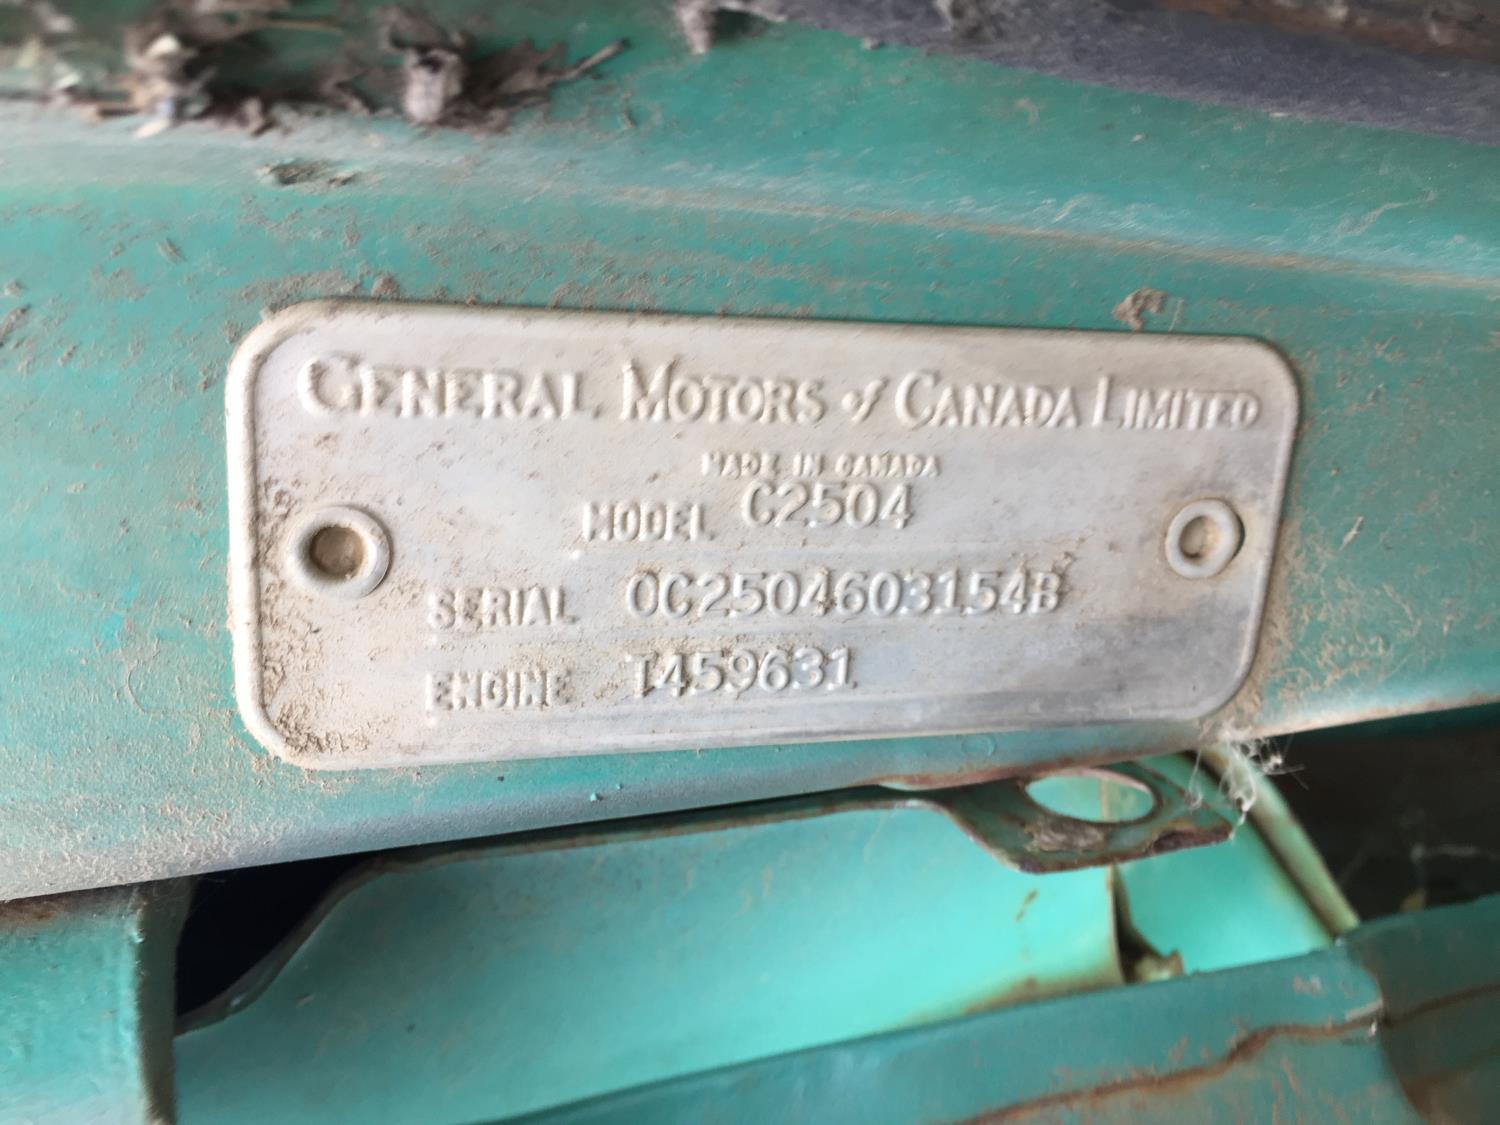 GENERAL MOTORS of CANADA LIMITED
MADE IN CANADA
MODEL C2504
SERIAL 0C2504603154B
ENGINE T459631